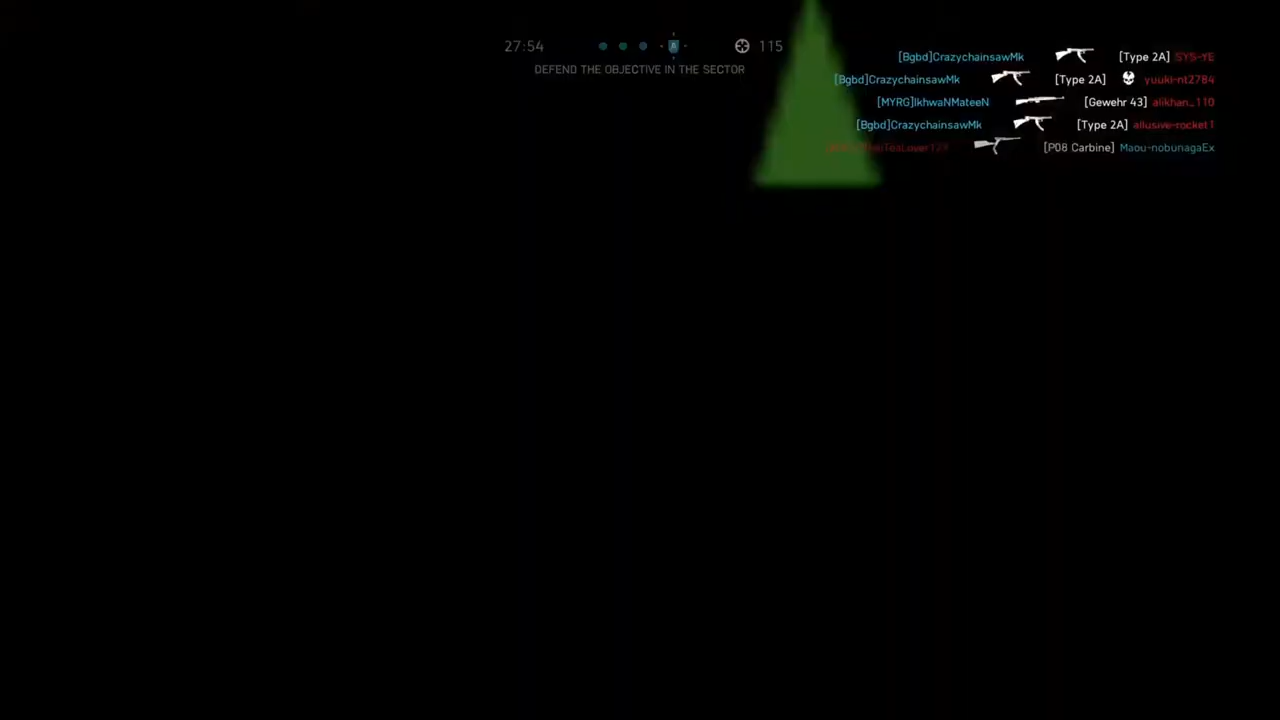 27:54 A 115
DEFEND THE OBJECTIVE IN THE SECTOR
[Bgbd]CrazychainsawMk [Type 2A] SYS-YE
[Bgbd]CrazychainsawMk [Type 2A] yuuki-nt2784
[MYRG]IkhwaNMateeN [Gewehr 43] alikhan_110
[Bgbd]CrazychainsawMk [Type 2A] allusive-rocket1
[P08 Carbine] Maou-nobunagaEx